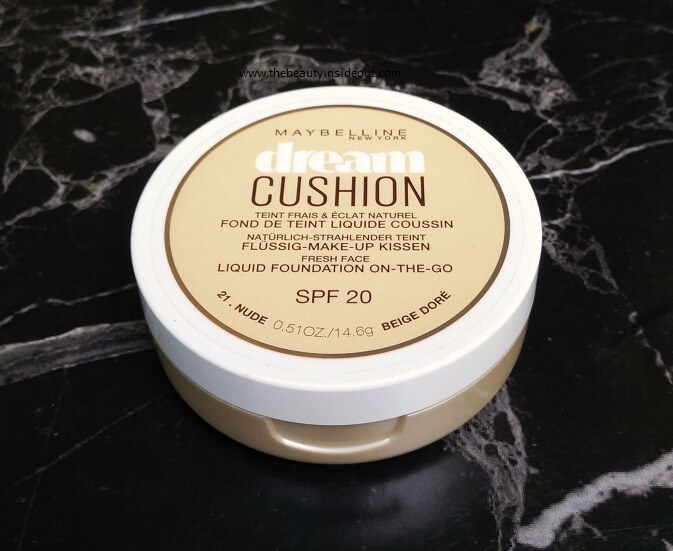 www.thebeautyinsideout.com
MAYBELLINE
NEW YORK
dream
CUSHION
TEINT FRAIS & ÉCLAT NATUREL
FOND DE TEINT LIQUIDE COUSSIN
NATÜRLICH-STRAHLENDER TEINT
FLÜSSIG-MAKE-UP KISSEN
FRESH FACE
LIQUID FOUNDATION ON-THE-GO
SPF 20
21 . NUDE 0.51OZ./14.6g BEIGE DORÉ